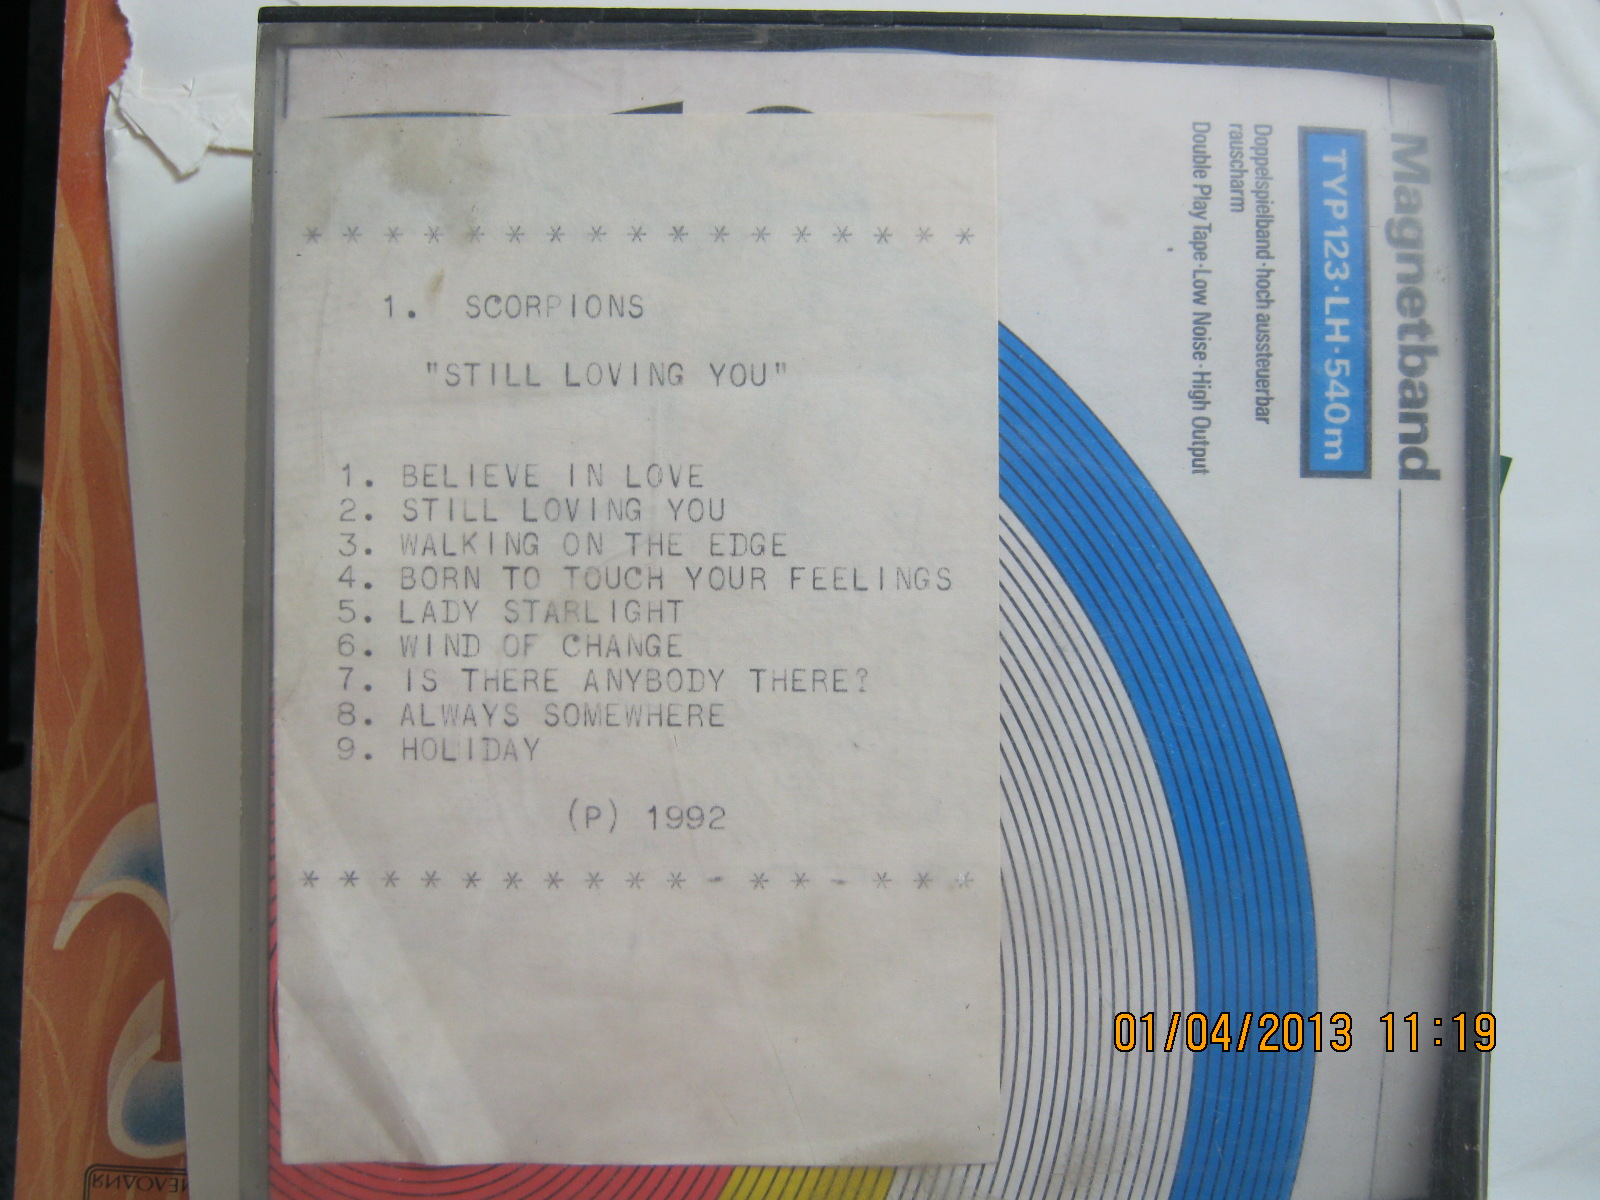 * * * * * * * * * * * * * * * * *
1. SCORPIONS
"STILL LOVING YOU"
1. BELIEVE IN LOVE
2. STILL LOVING YOU
3. WALKING ON THE EDGE
4. BORN TO TOUCH YOUR FEELINGS
5. LADY STARLIGHT
6. WIND OF CHANGE
7. IS THERE ANYBODY THERE?
8. ALWAYS SOMEWHERE
9. HOLIDAY
(P) 1992
* * * * * * * * * * - * * - * * *
Magnetband
TYP123·LH·540m
Doppelspielband·hoch aussteuerbar
rauscharm
Double Play Tape·Low Noise·High Output
01/04/2013 11:19